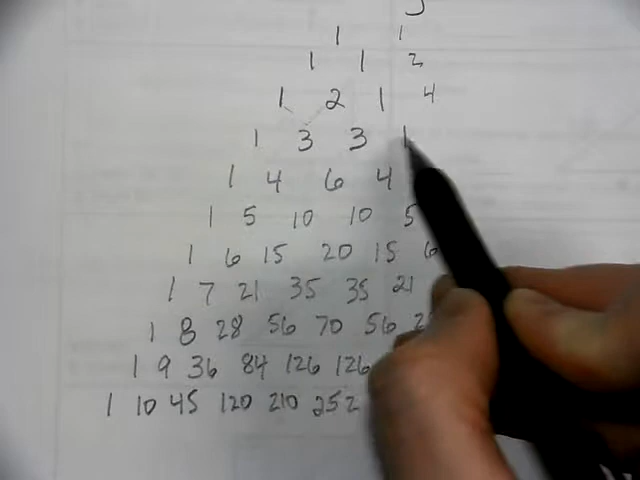 1 1
1 1 2
1 2 1 4
1 3 3 1
1 4 6 4
1 5 10 10 5
1 6 15 20 15 6
1 7 21 35 35 21
1 8 28 56 70 56
1 9 36 84 126 126
1 10 45 120 210 252